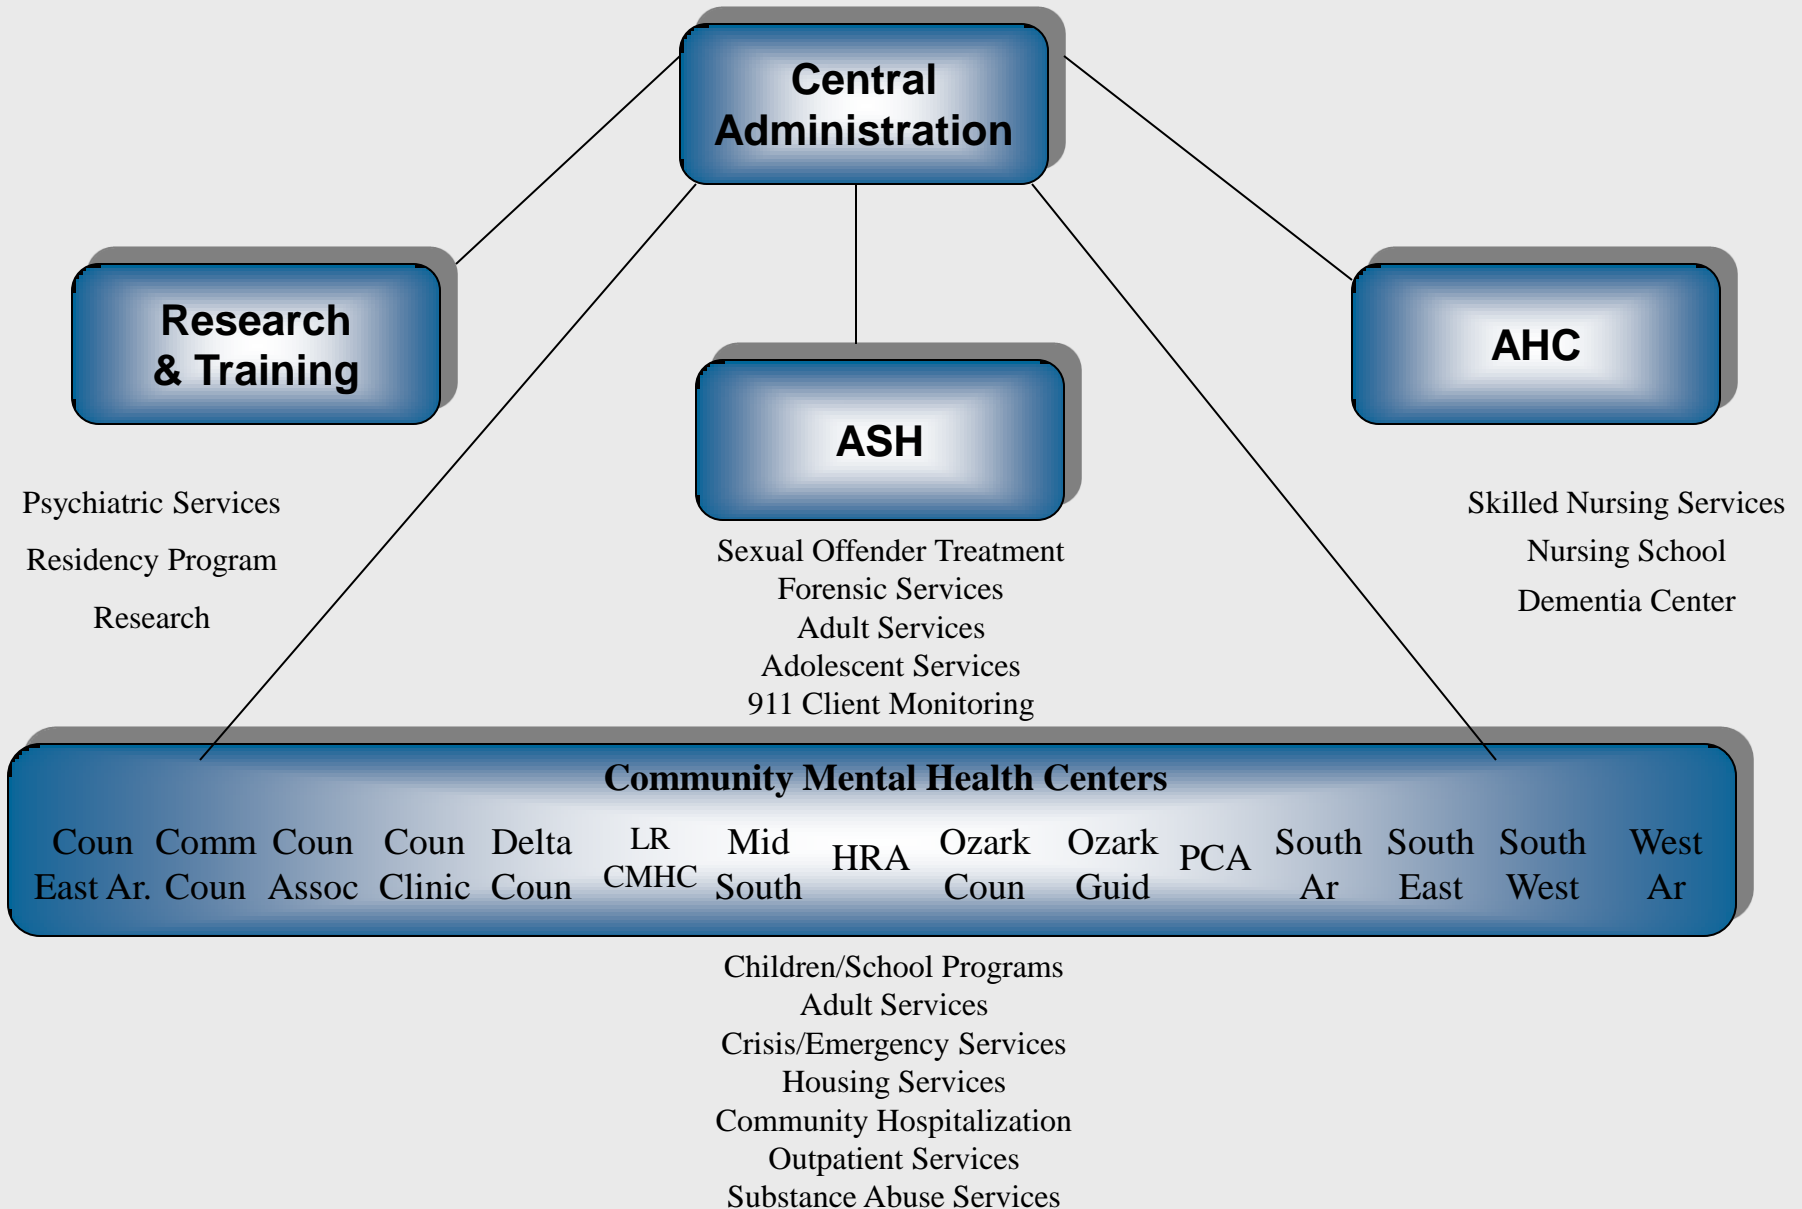 Central
Administration
Research
& Training
AHC
ASH
Psychiatric Services
Residency Program
Research
Sexual Offender Treatment
Forensic Services
Adult Services
Adolescent Services
911 Client Monitoring
Skilled Nursing Services
Nursing School
Dementia Center
Community Mental Health Centers
Coun
East Ar.
Comm
Coun
Coun
Assoc
Coun
Clinic
Delta
Coun
LR
CMHC
Mid
South
HRA
Ozark
Coun
Ozark
Guid
PCA
South
Ar
South
East
South
West
West
Ar
Children/School Programs
Adult Services
Crisis/Emergency Services
Housing Services
Community Hospitalization
Outpatient Services
Substance Abuse Services